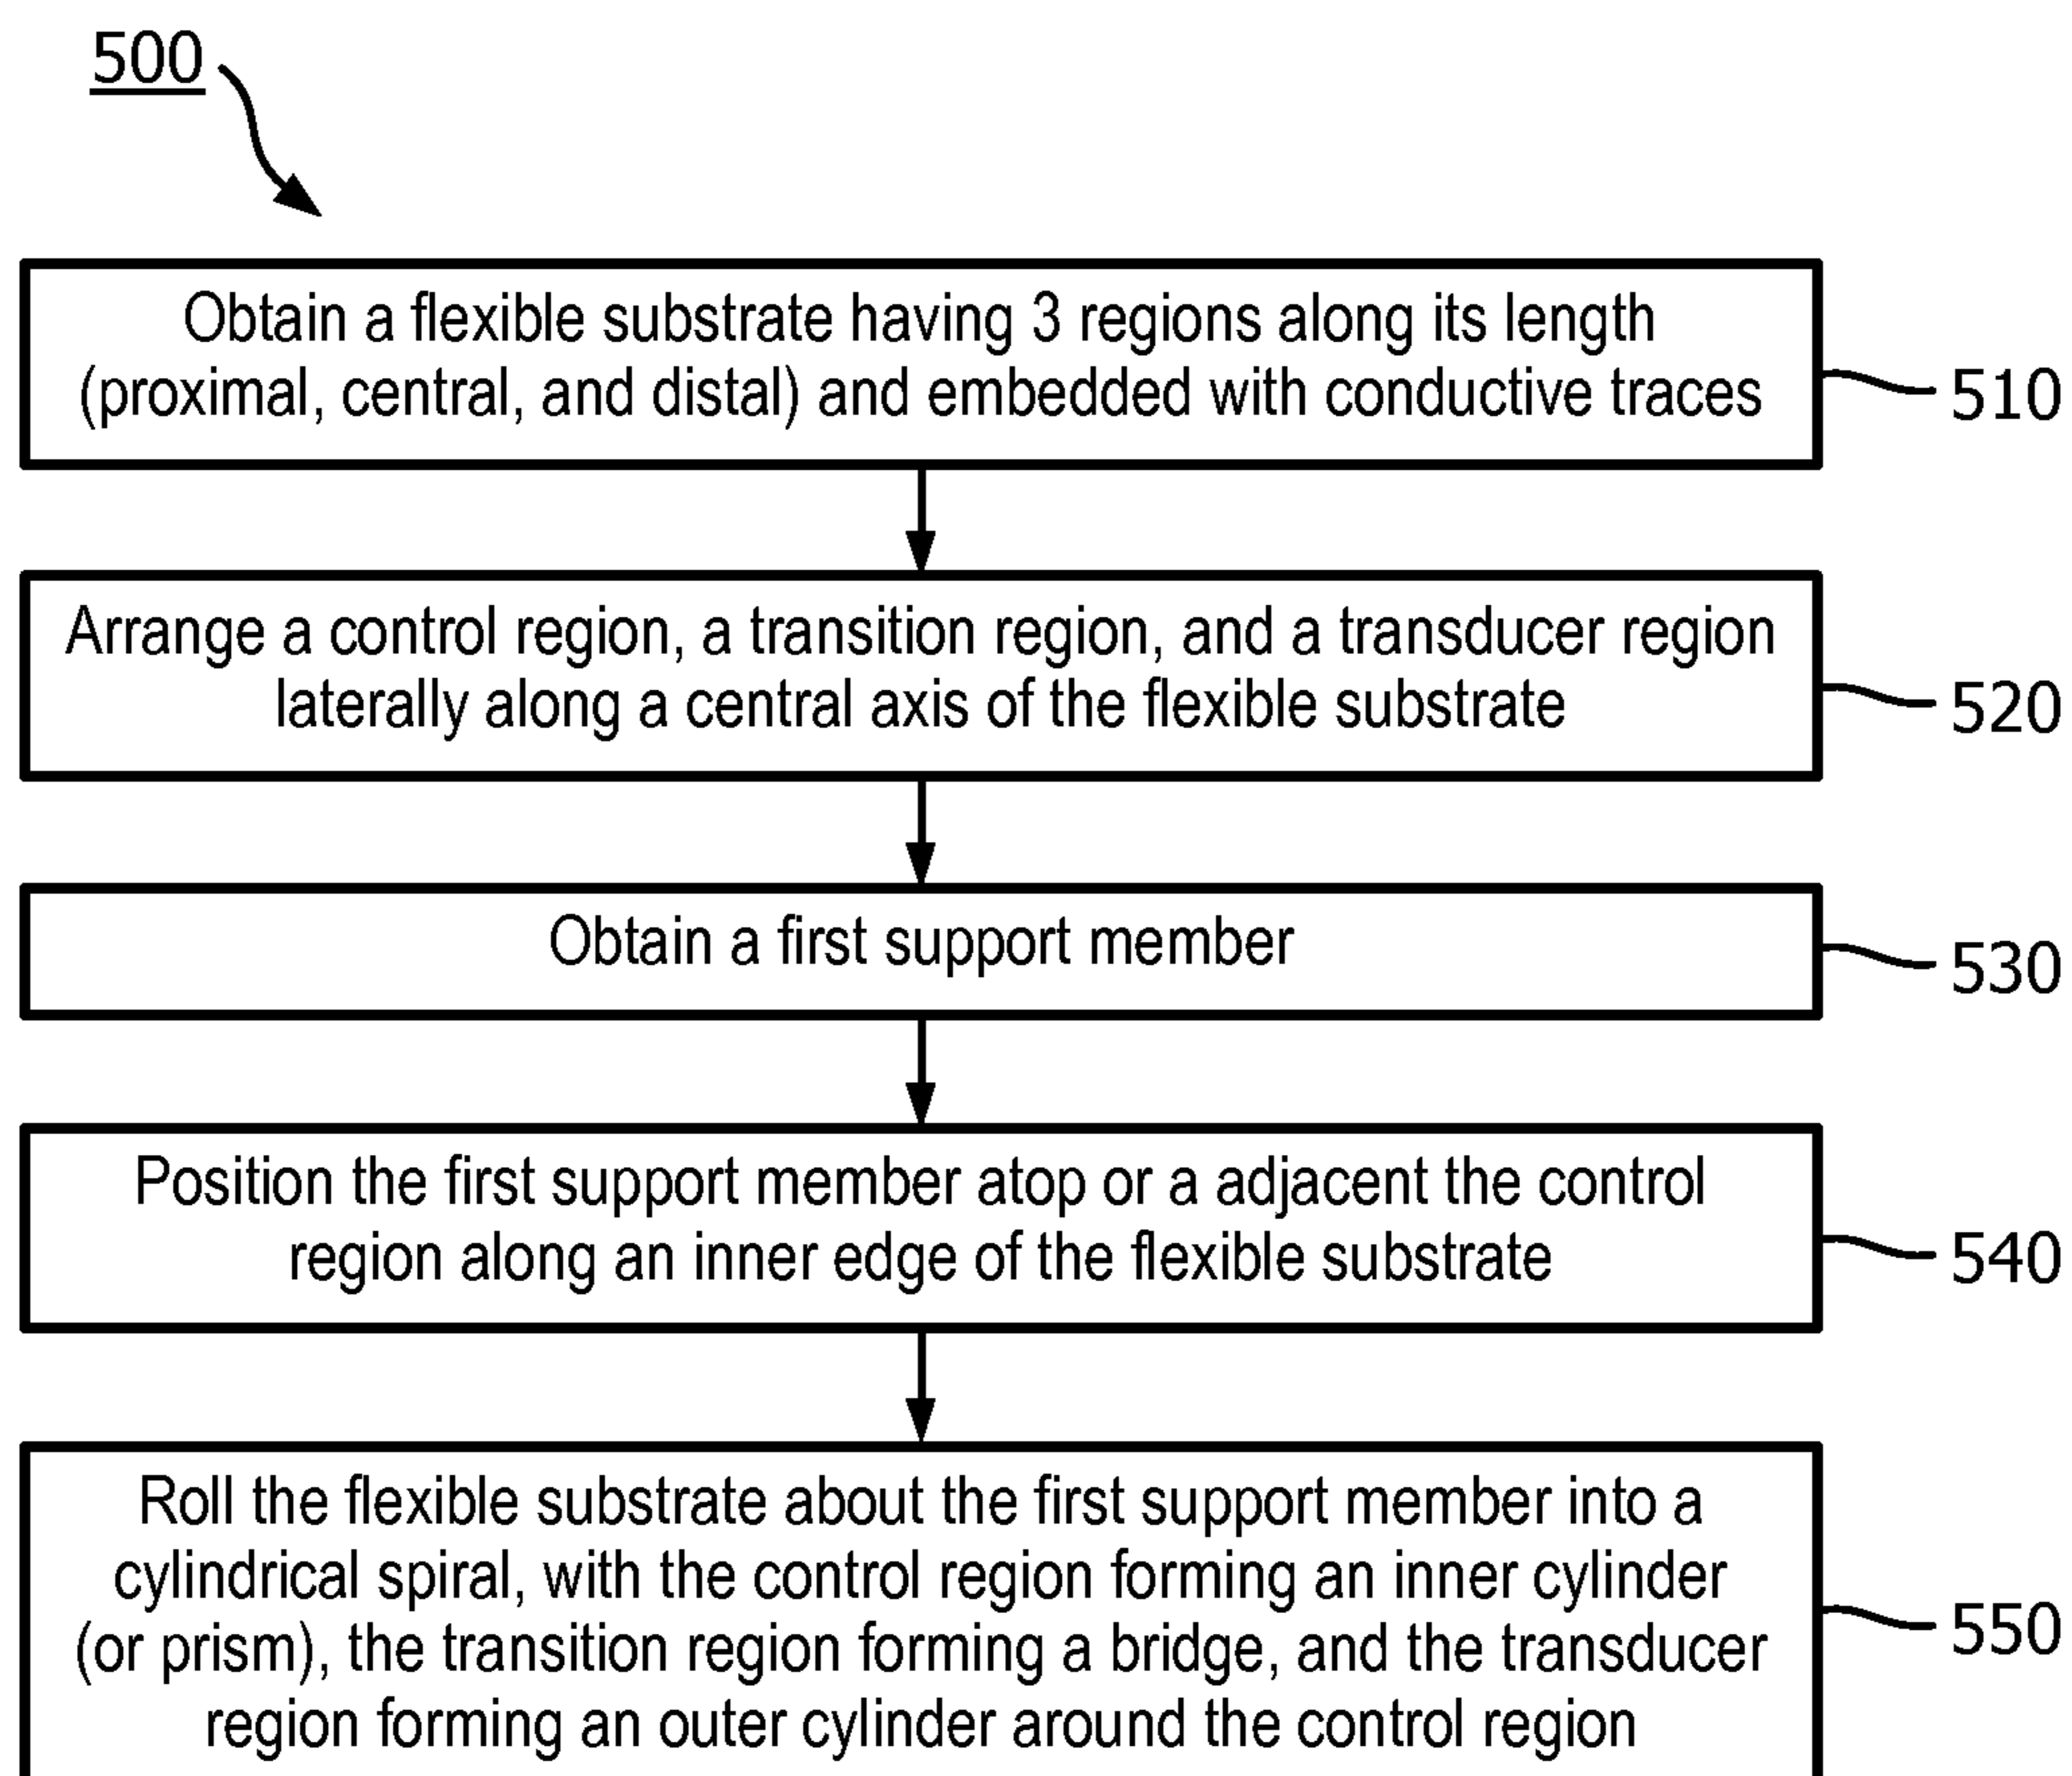 500
Obtain a flexible substrate having 3 regions along its length
(proximal, central, and distal) and embedded with conductive traces
510
Arrange a control region, a transition region, and a transducer region
laterally along a central axis of the flexible substrate
520
Obtain a first support member
530
Position the first support member atop or a adjacent the control
region along an inner edge of the flexible substrate
540
Roll the flexible substrate about the first support member into a
cylindrical spiral, with the control region forming an inner cylinder
(or prism), the transition region forming a bridge, and the transducer
region forming an outer cylinder around the control region
550